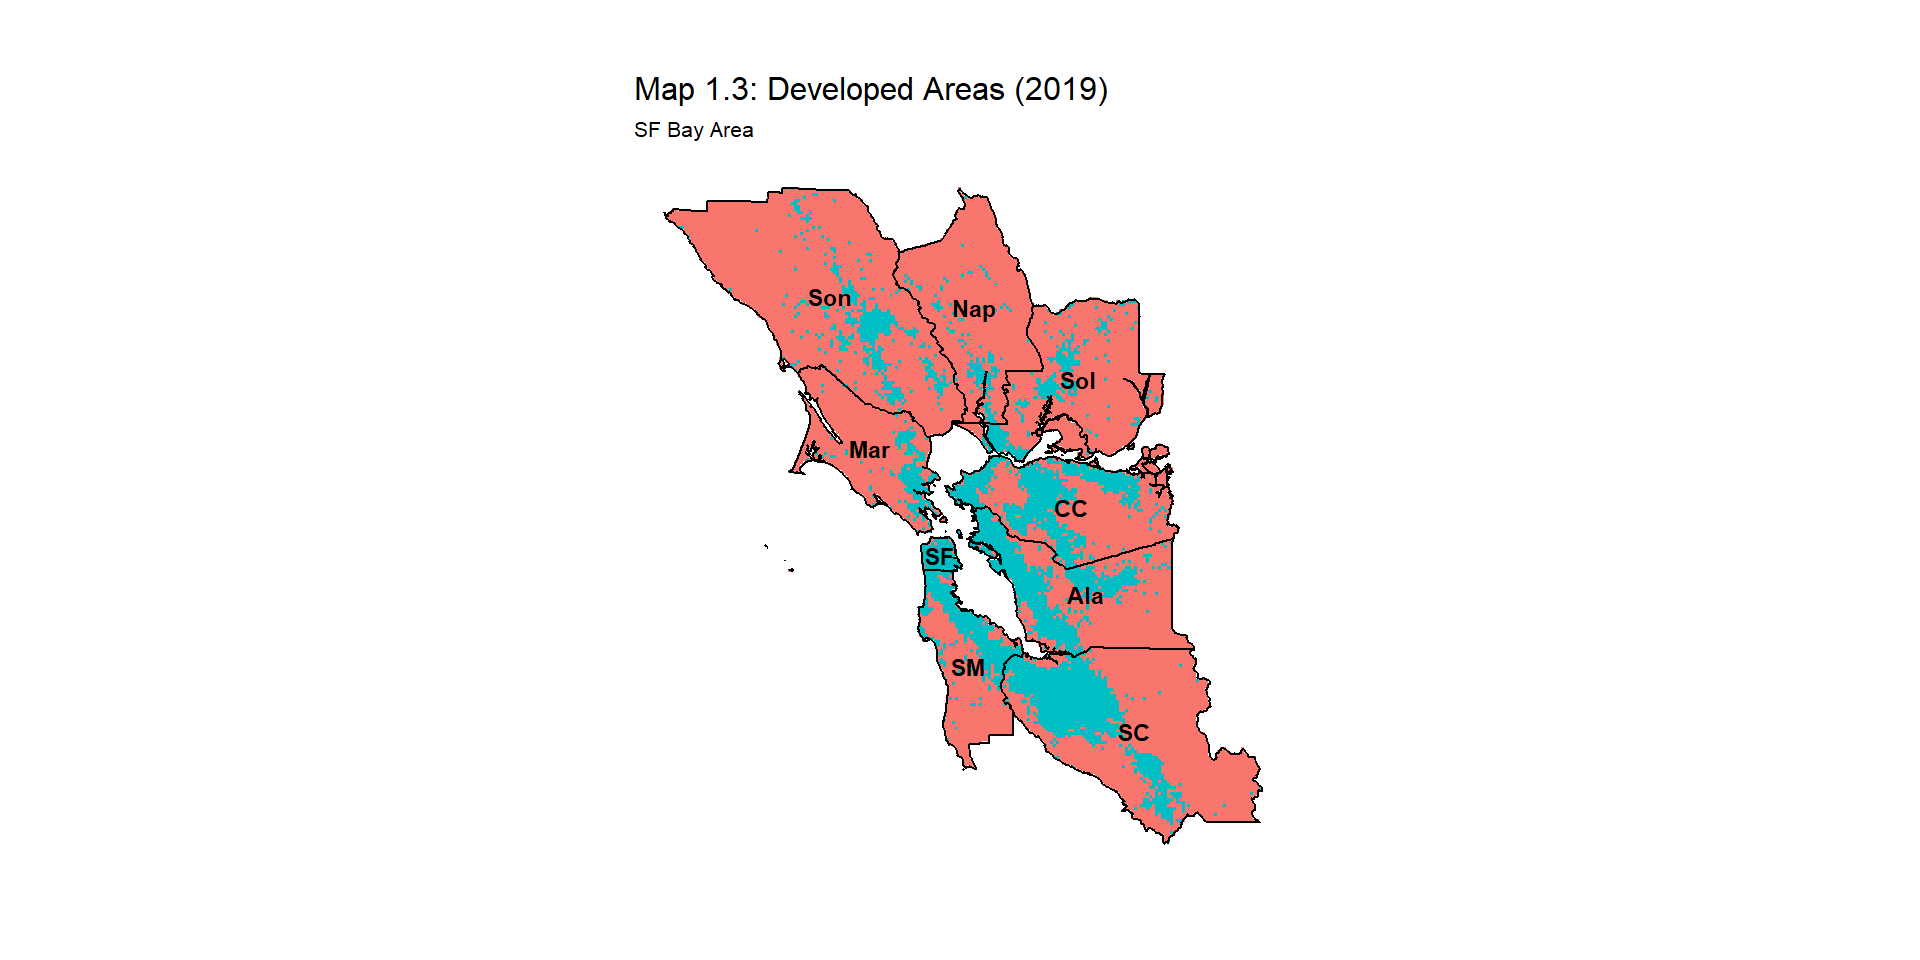 Map 1.3: Developed Areas (2019)
SF Bay Area
Son
Nap
Sol
Mar
CC
SF
Ala
SM
SC